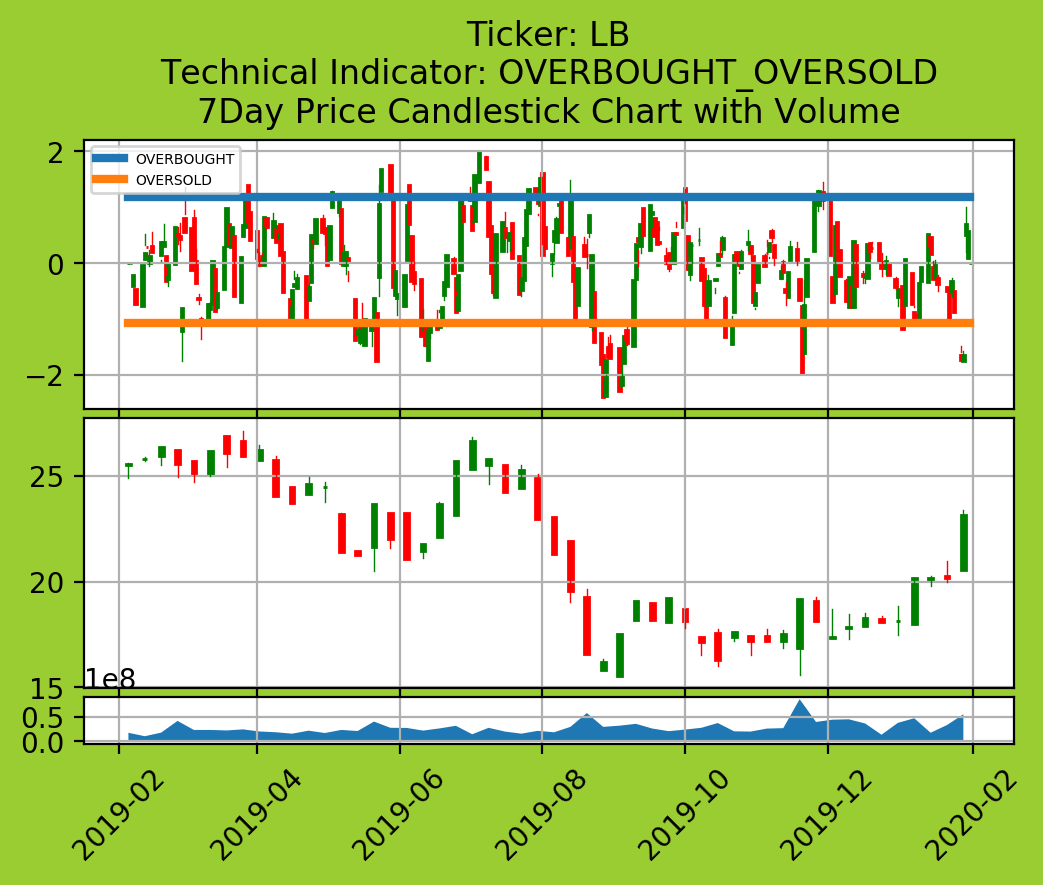 Ticker: LB
Technical Indicator: OVERBOUGHT_OVERSOLD
7Day Price Candlestick Chart with Volume
OVERBOUGHT
OVERSOLD
2
0
−2
25
20
15
1e8
0.5
0.0
2019-02
2019-04
2019-06
2019-08
2019-10
2019-12
2020-02